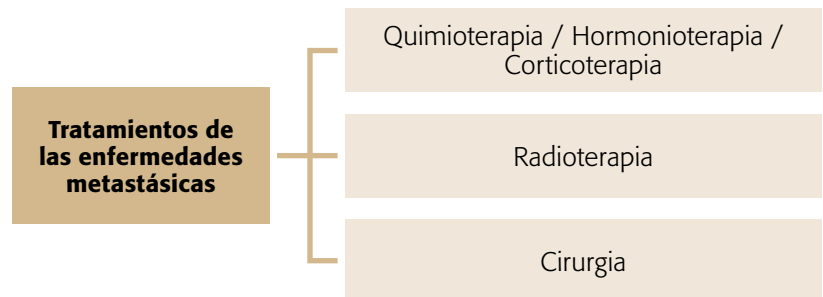 Tratamientos de
las enfermedades
metastásicas
Quimioterapia / Hormonioterapia /
Corticoterapia
Radioterapia
Cirurgia